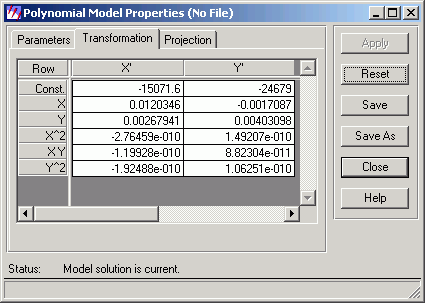 Polynomial Model Properties (No File)
Parameters Transformation Projection
Row X' Y'
Const. -15071.6 -24679
X 0.0120346 -0.0017087
Y 0.00267941 0.00403098
X^2 -2.76459e-010 1.49207e-010
X Y -1.19928e-010 8.82304e-011
Y^2 -1.92488e-010 1.06251e-010
Apply
Reset
Save
Save As
Close
Help
Status: Model solution is current.